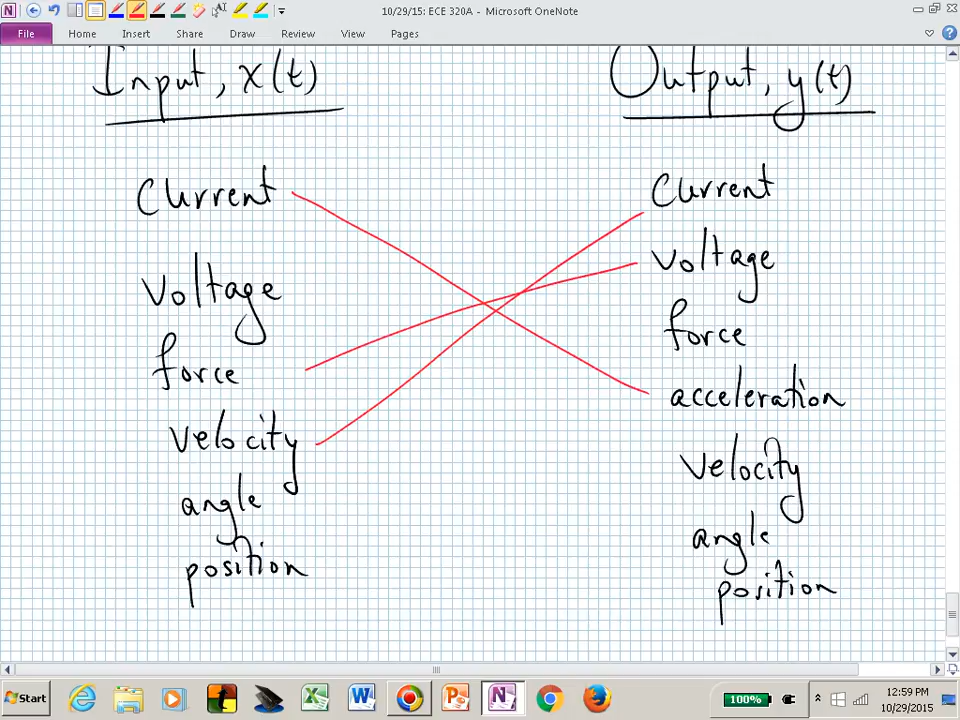 10/29/15: ECE 320A - Microsoft OneNote
File Home Insert Share Draw Review View Pages
Input, x(t) Output, y(t)
Current Current
voltage voltage
force force
velocity acceleration
angle velocity
position angle
position
Start
100%
12:59 PM
10/29/2015